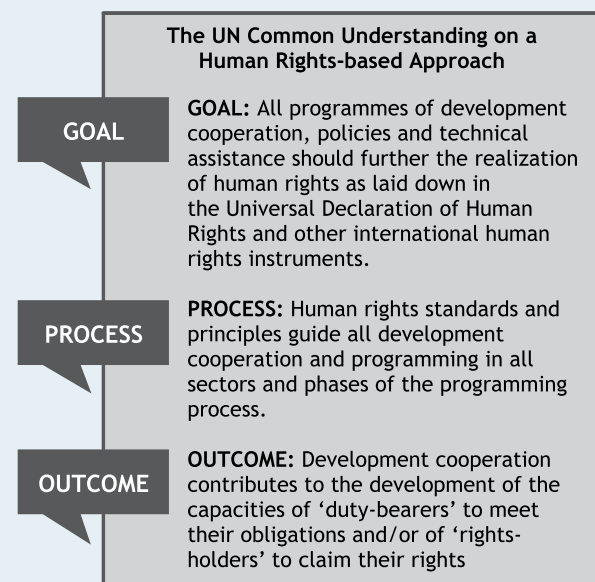 The UN Common Understanding on a
Human Rights-based Approach
GOAL
GOAL: All programmes of development
cooperation, policies and technical
assistance should further the realization
of human rights as laid down in
the Universal Declaration of Human
Rights and other international human
rights instruments.
PROCESS
PROCESS: Human rights standards and
principles guide all development
cooperation and programming in all
sectors and phases of the programming
process.
OUTCOME
OUTCOME: Development cooperation
contributes to the development of the
capacities of ‘duty-bearers’ to meet
their obligations and/or of ‘rights-
holders’ to claim their rights